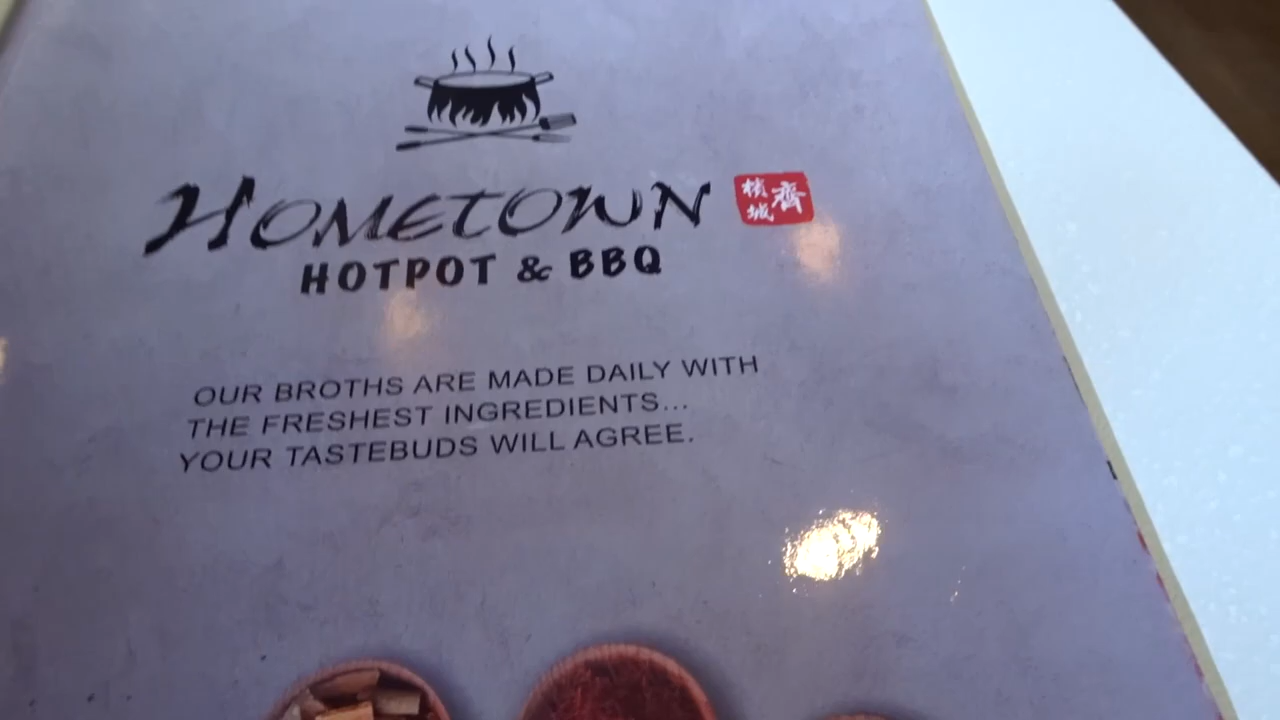 HOMETOWN
HOTPOT & BBQ
OUR BROTHS ARE MADE DAILY WITH
THE FRESHEST INGREDIENTS...
YOUR TASTEBUDS WILL AGREE.